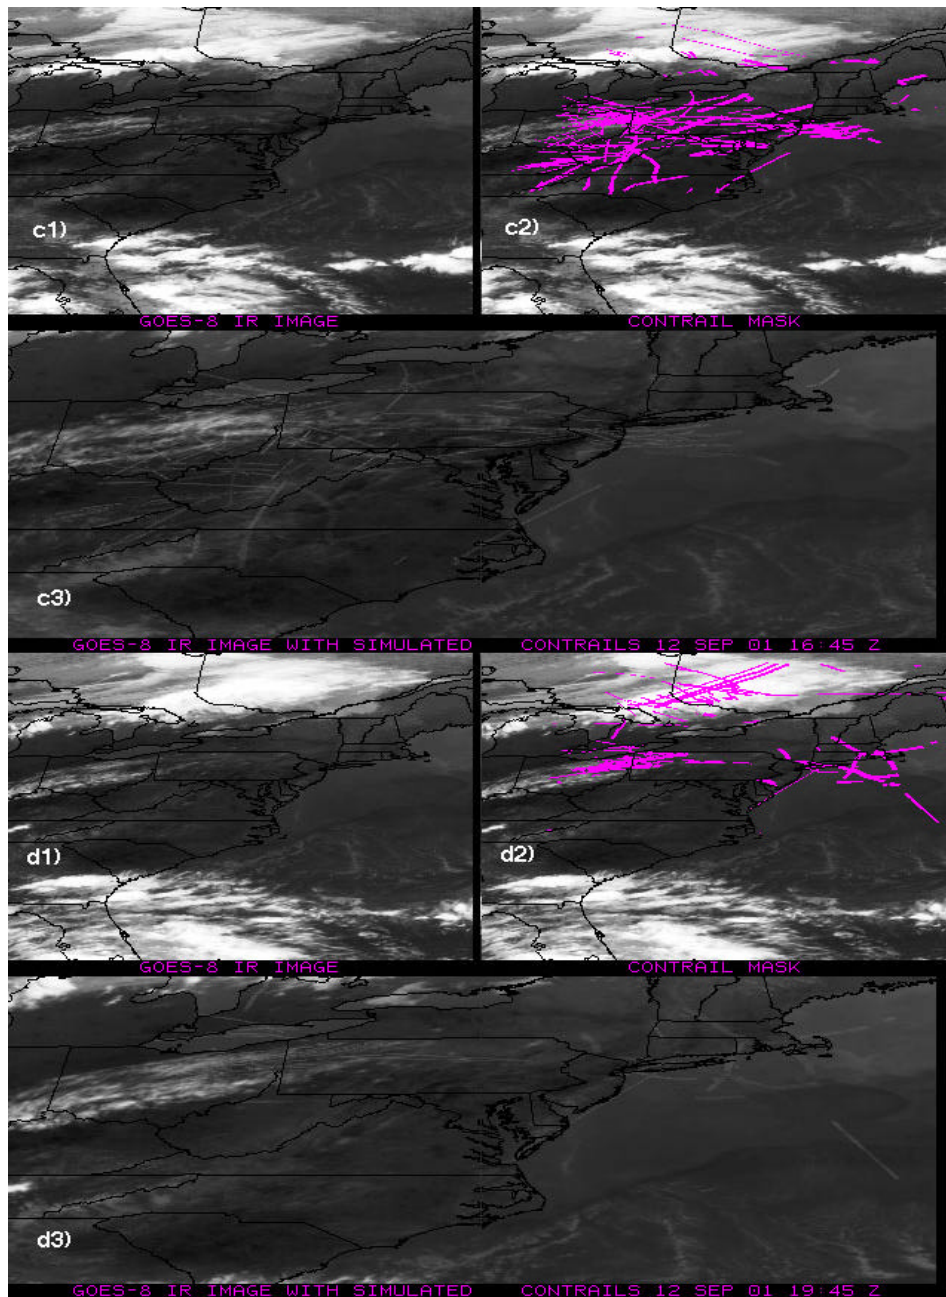 c1)
c2)
GOES-8 IR IMAGE
CONTRAIL MASK
c3)
GOES-8 IR IMAGE WITH SIMULATED CONTRAILS 12 SEP 01 16:45 Z
d1)
d2)
GOES-8 IR IMAGE
CONTRAIL MASK
d3)
GOES-8 IR IMAGE WITH SIMULATED CONTRAILS 12 SEP 01 19:45 Z